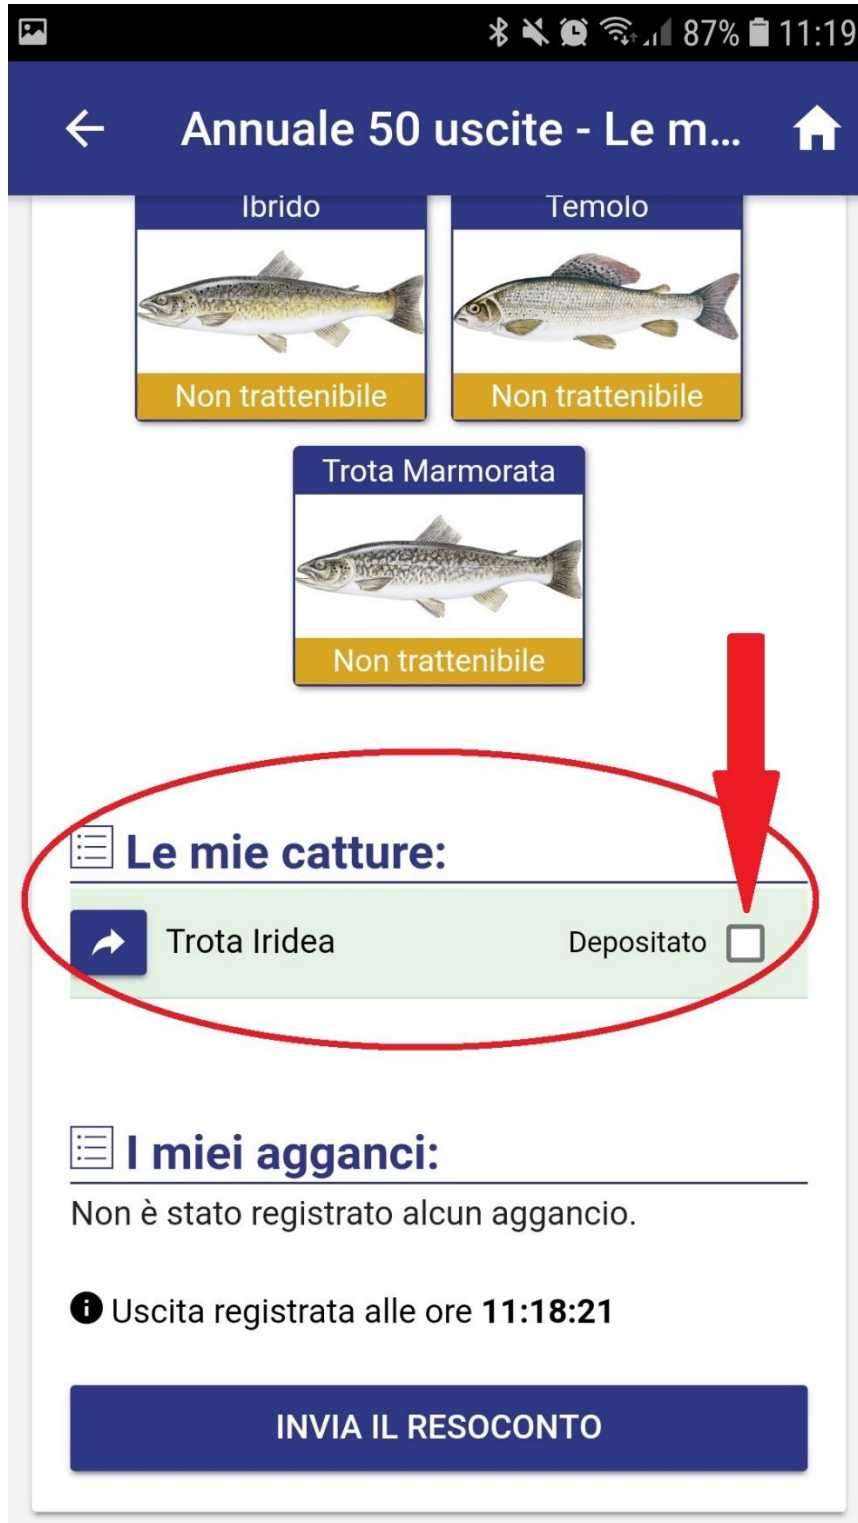 87% 11:19
Annuale 50 uscite - Le m...
Ibrido
Temolo
Non trattenibile
Non trattenibile
Trota Marmorata
Non trattenibile
Le mie catture:
Trota Iridea Depositato
I miei agganci:
Non è stato registrato alcun aggancio.
Uscita registrata alle ore 11:18:21
INVIA IL RESOCONTO